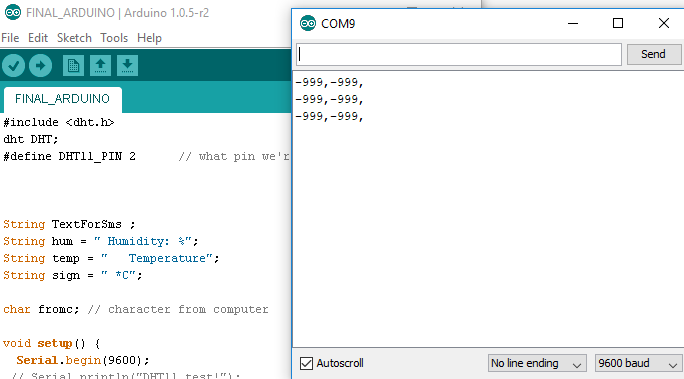 FINAL_ARDUINO | Arduino 1.0.5-r2
File Edit Sketch Tools Help
FINAL_ARDUINO
#include <dht.h>
dht DHT;
#define DHT11_PIN 2 // what pin we'r
String TextForSms ;
String hum = " Humidity: %";
String temp = "   Temperature";
String sign = " *C";
char fromc; // character from computer
void setup() {
Serial.begin(9600);
// Serial.println("DHT11 test!");
COM9
Send
-999,-999,
-999,-999,
-999,-999,
Autoscroll
No line ending
9600 baud